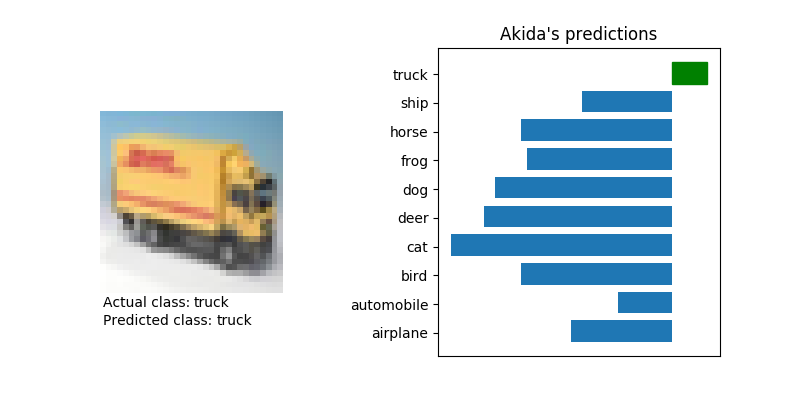 Akida's predictions
truck
ship
horse
frog
dog
deer
cat
bird
automobile
airplane
Actual class: truck
Predicted class: truck